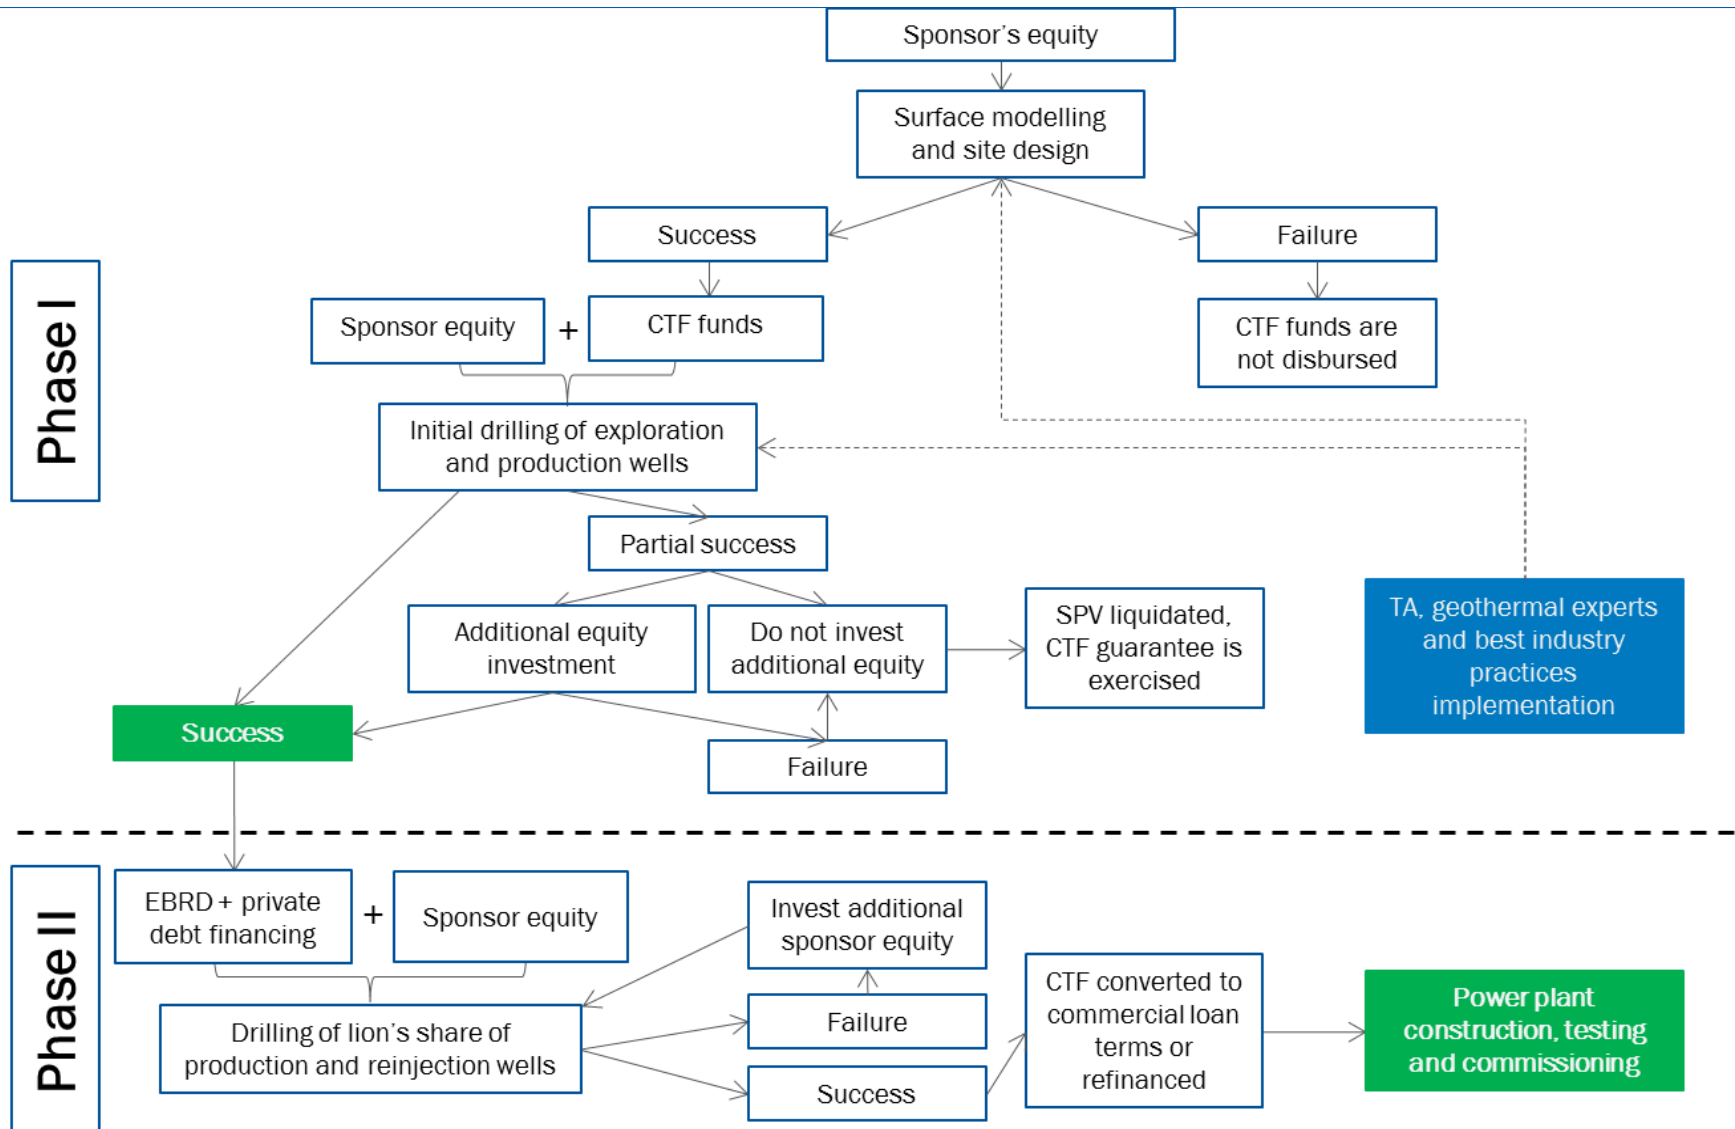 Sponsor's equity
Surface modelling
and site design
Success
Failure
Phase I
Sponsor equity
+
CTF funds
CTF funds are
not disbursed
Initial drilling of exploration
and production wells
Partial success
Additional equity
investment
Do not invest
additional equity
SPV liquidated,
CTF guarantee is
exercised
TA, geothermal experts
and best industry
practices
implementation
Success
Failure
Phase II
EBRD + private
debt financing
+
Sponsor equity
Invest additional
sponsor equity
Drilling of lion's share of
production and reinjection wells
Failure
Success
CTF converted to
commercial loan
terms or
refinanced
Power plant
construction, testing
and commissioning